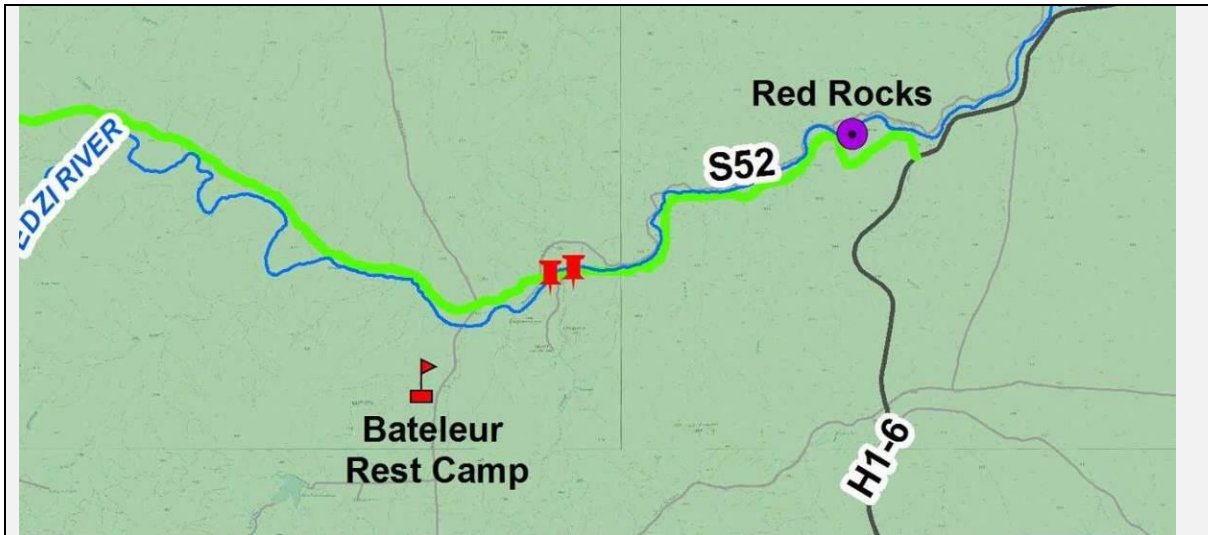 Red Rocks
S52
EDZI RIVER
Bateleur
Rest Camp
H1-6